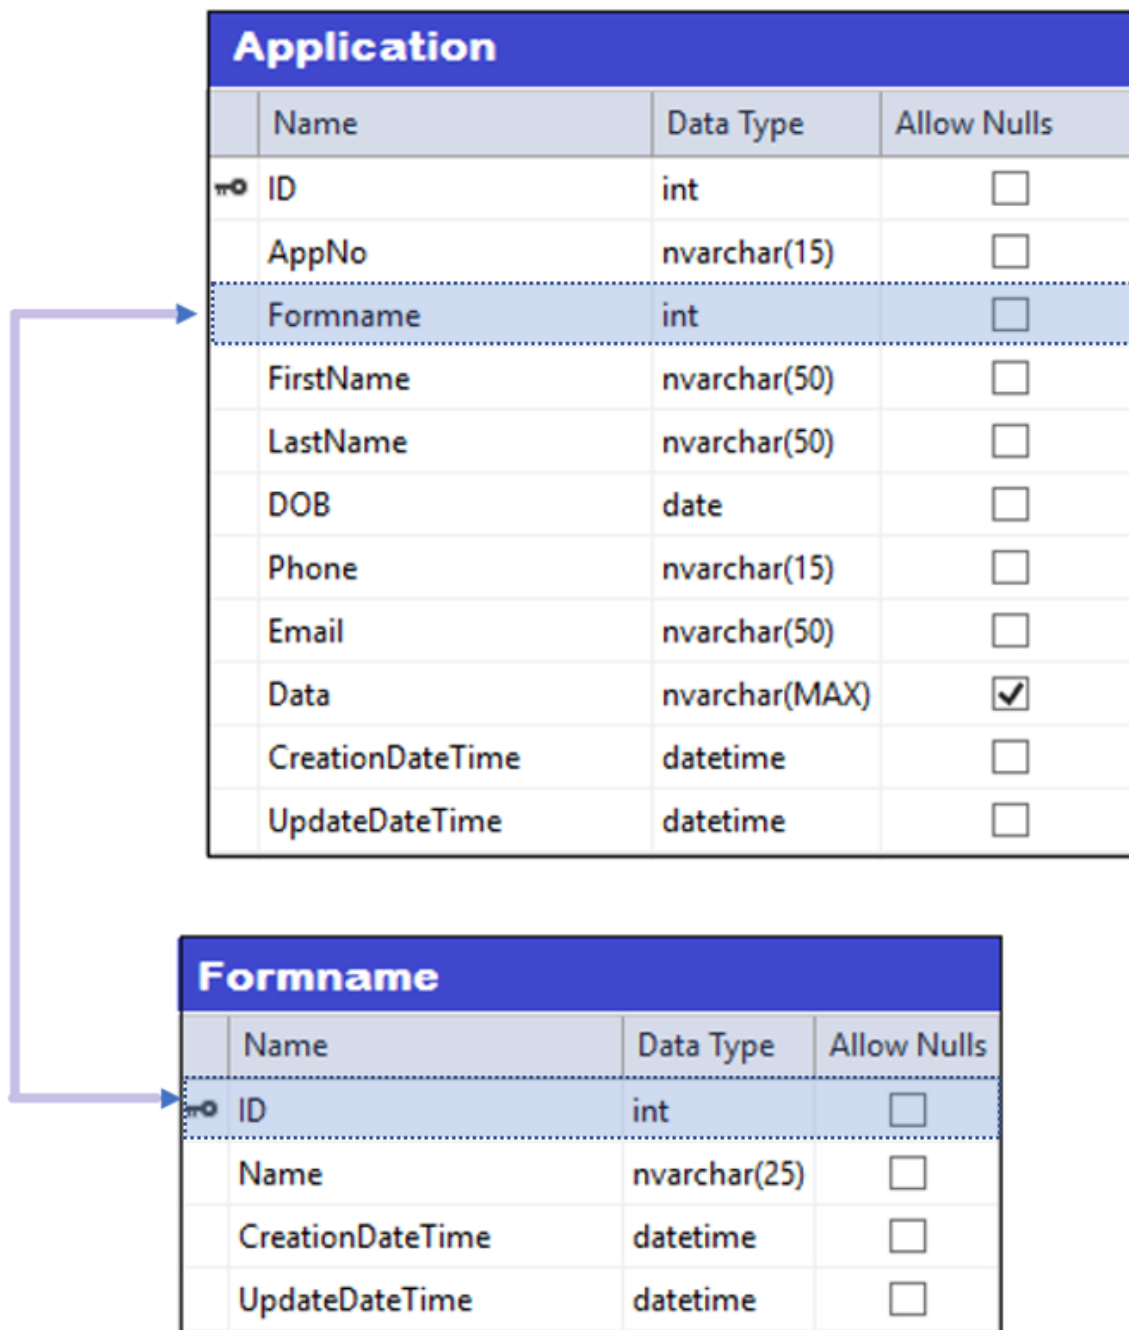 Application
Name Data Type Allow Nulls
ID int
AppNo nvarchar(15)
Formname int
FirstName nvarchar(50)
LastName nvarchar(50)
DOB date
Phone nvarchar(15)
Email nvarchar(50)
Data nvarchar(MAX)
CreationDateTime datetime
UpdateDateTime datetime
Formname
Name Data Type Allow Nulls
ID int
Name nvarchar(25)
CreationDateTime datetime
UpdateDateTime datetime